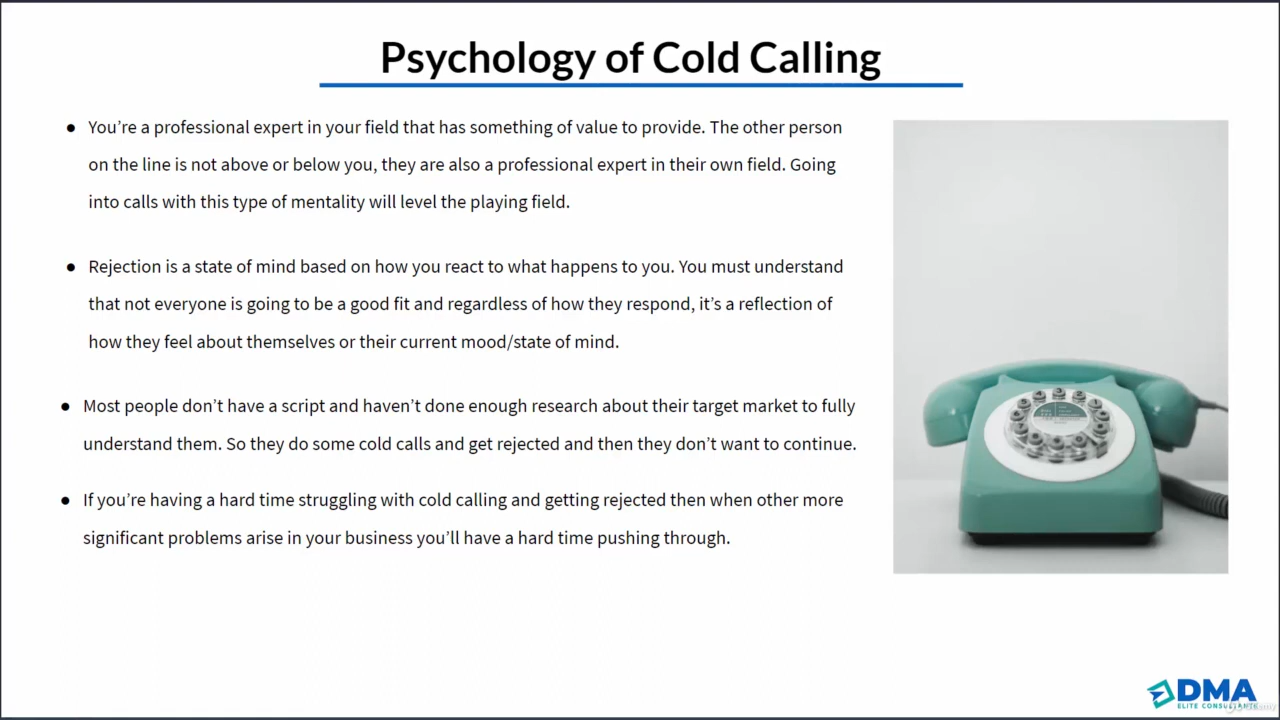 Psychology of Cold Calling
● You’re a professional expert in your field that has something of value to provide. The other person
on the line is not above or below you, they are also a professional expert in their own field. Going
into calls with this type of mentality will level the playing field.
● Rejection is a state of mind based on how you react to what happens to you. You must understand
that not everyone is going to be a good fit and regardless of how they respond, it’s a reflection of
how they feel about themselves or their current mood/state of mind.
● Most people don’t have a script and haven’t done enough research about their target market to fully
understand them. So they do some cold calls and get rejected and then they don’t want to continue.
● If you’re having a hard time struggling with cold calling and getting rejected then when other more
significant problems arise in your business you’ll have a hard time pushing through.
DMA
ELITE CONSULTANTS